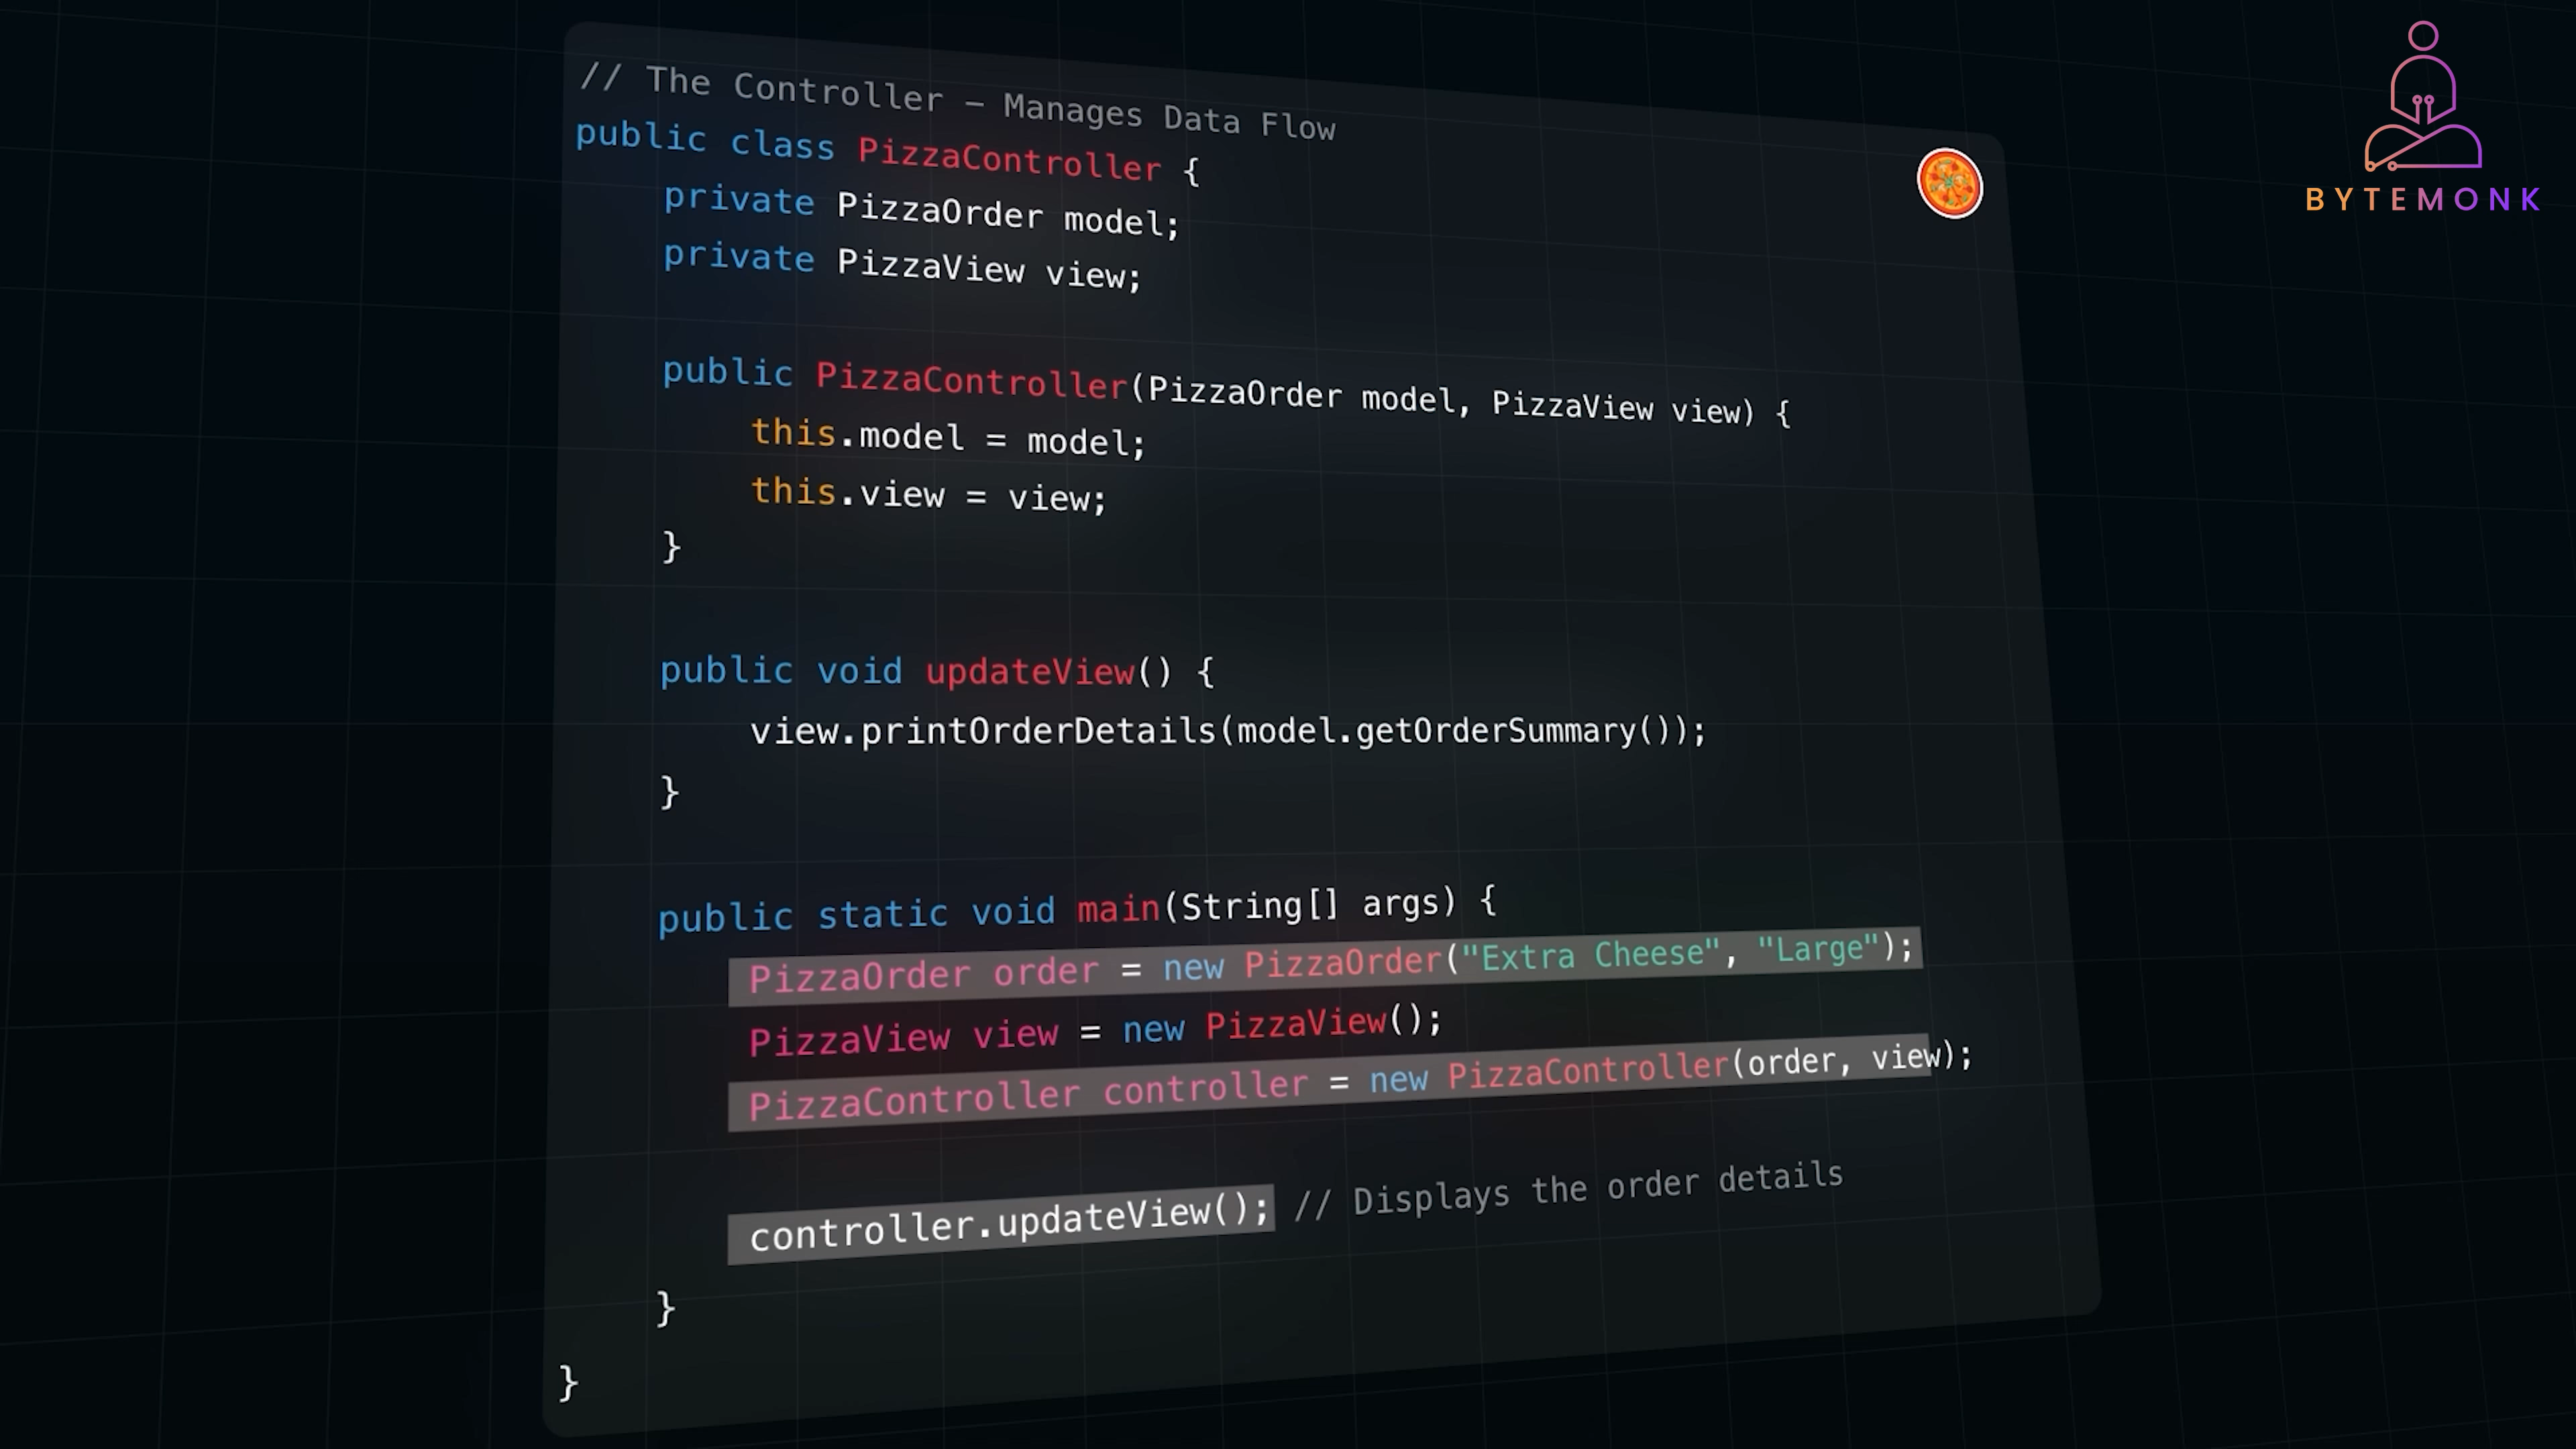 // The Controller – Manages Data Flow
public class PizzaController {
    private PizzaOrder model;
    private PizzaView view;

    public PizzaController(PizzaOrder model, PizzaView view) {
        this.model = model;
        this.view = view;
    }

    public void updateView() {
        view.printOrderDetails(model.getOrderSummary());
    }

    public static void main(String[] args) {
        PizzaOrder order = new PizzaOrder("Extra Cheese", "Large");
        PizzaView view = new PizzaView();
        PizzaController controller = new PizzaController(order, view);

        controller.updateView(); // Displays the order details
    }
}
BYTEMONK